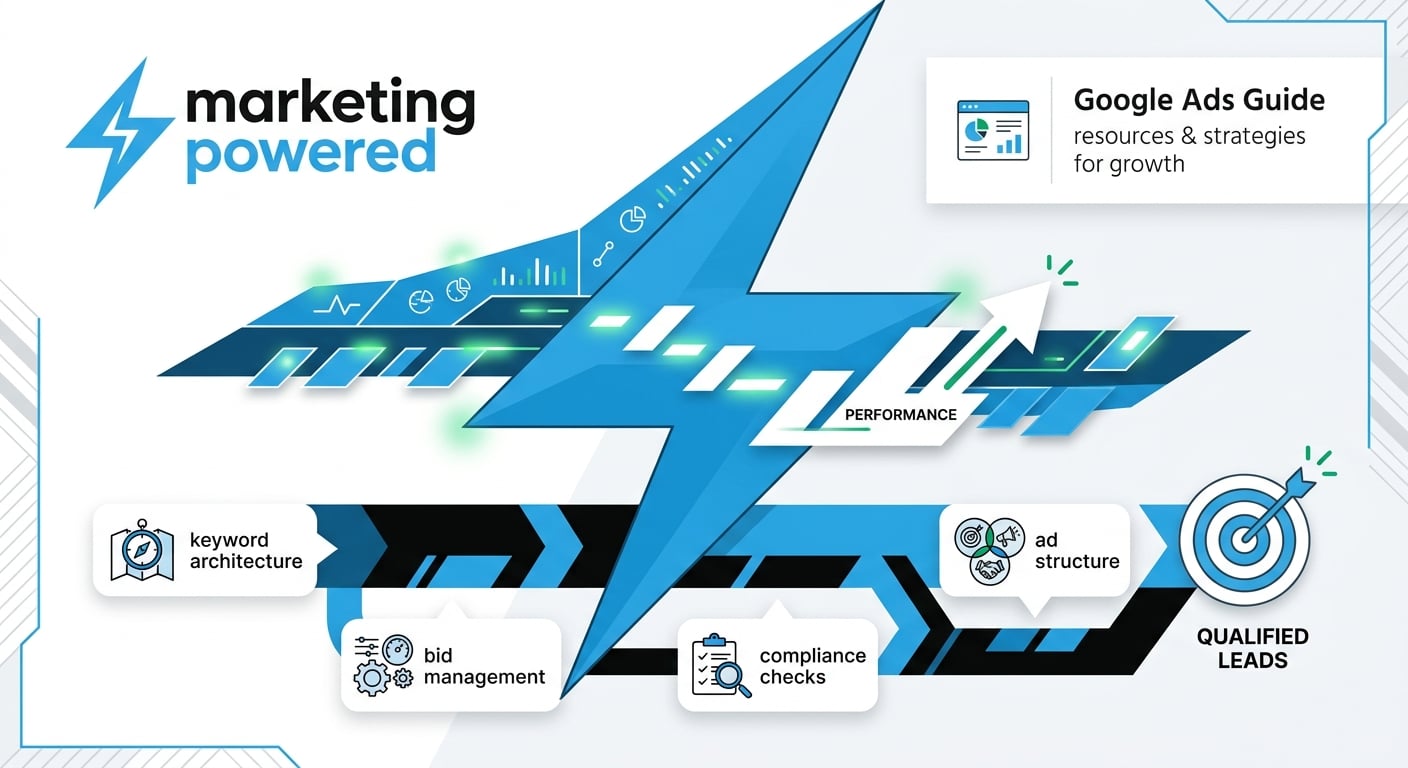 marketing
powered
Google Ads Guide
resources & strategies
for growth
PERFORMANCE
keyword
architecture
bid
management
compliance
checks
ad
structure
QUALIFIED
LEADS